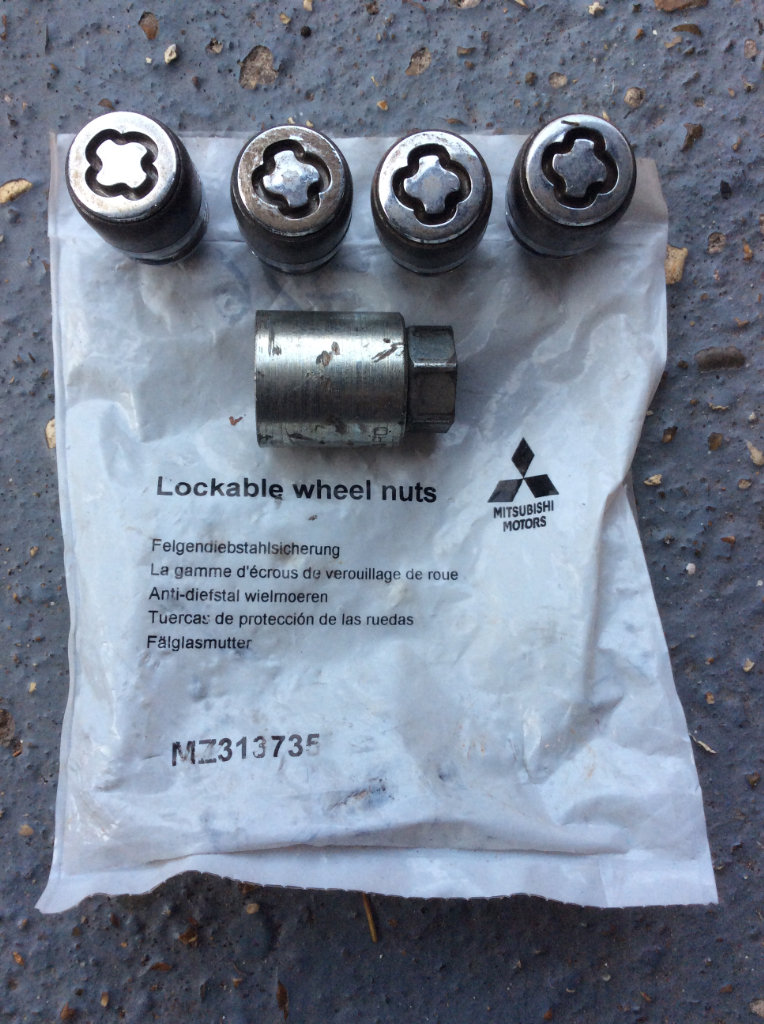 Lockable wheel nuts
MITSUBISHI
MOTORS
Felgendiebstahlsicherung
La gamme d'écrous de verouillage de roue
Anti-diefstal wielmoeren
Tuercas de protección de las ruedas
Fälglasmutter
MZ313735